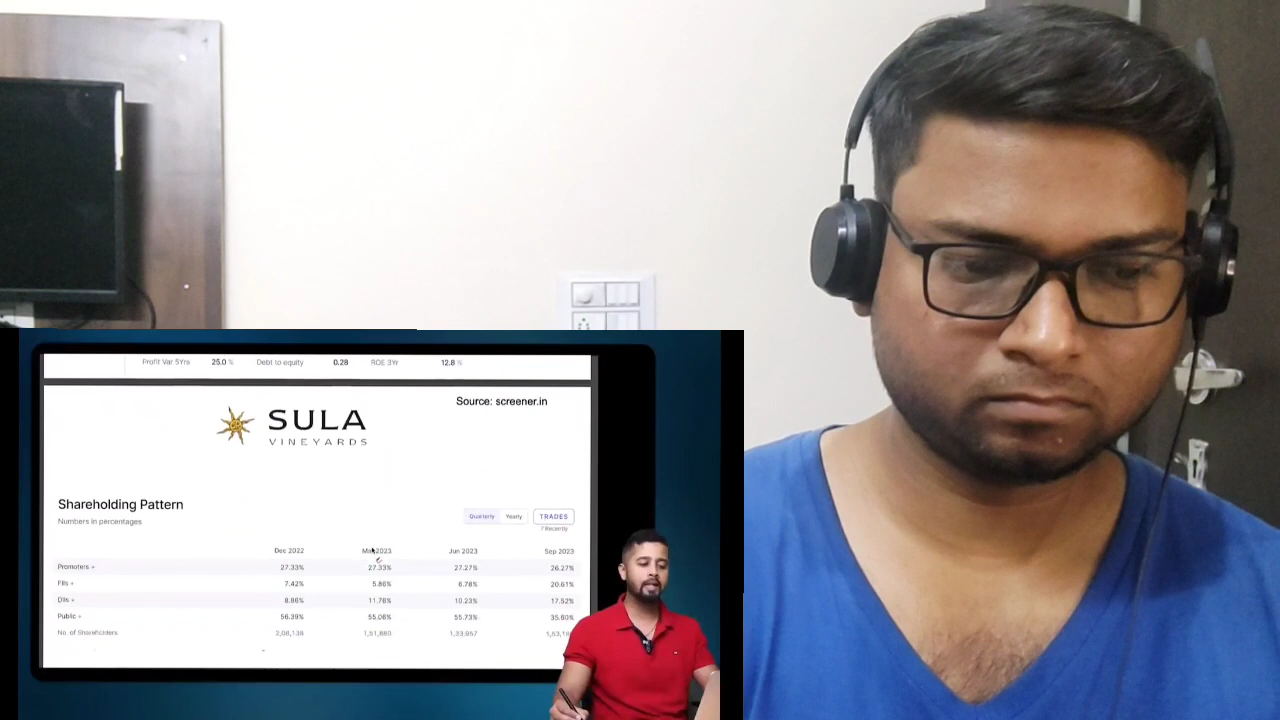 Profit Var 5Yrs 25.0 % Debt to equity 0.28 ROE 3Yr 12.8 %
Source: screener.in
SULA
VINEYARDS
Shareholding Pattern
Numbers in percentages
Quarterly Yearly TRADES
7 Recently
Dec 2022 Mar 2023 Jun 2023 Sep 2023
Promoters + 27.33% 27.33% 27.27% 26.27%
FIIs + 7.42% 5.86% 6.78% 20.61%
DIIs + 8.86% 11.76% 10.23% 17.52%
Public + 56.39% 55.06% 55.73% 35.60%
No. of Shareholders 2,08,138 1,51,880 1,33,957